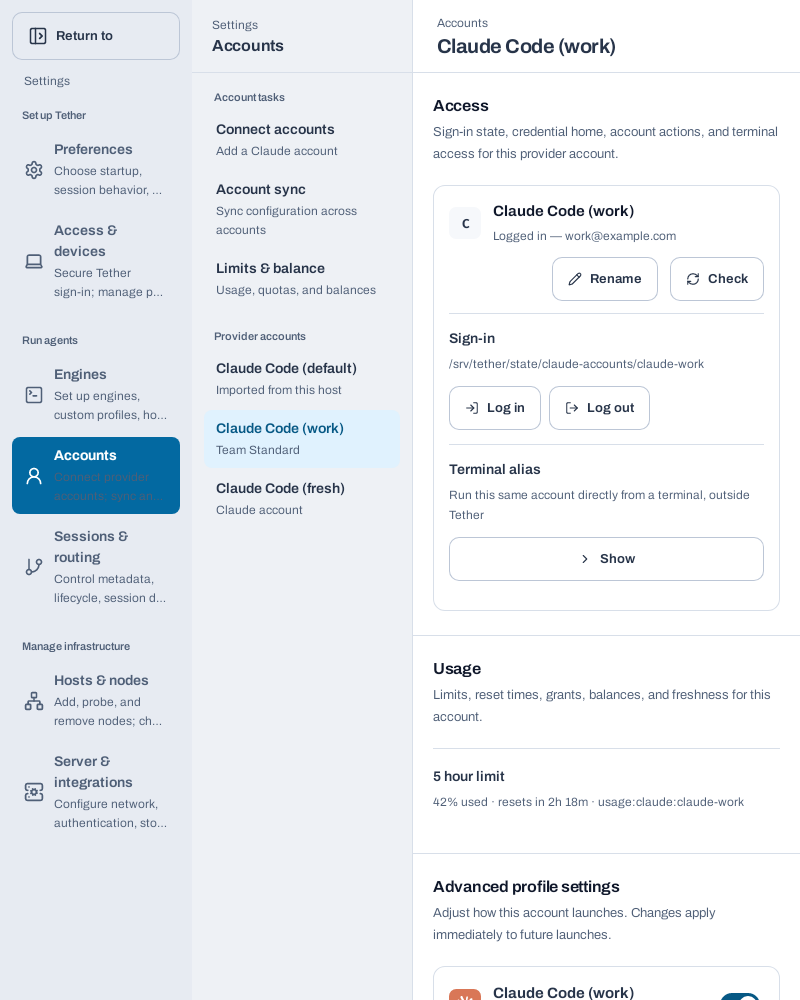 Return to
Settings
Set up Tether
Preferences
Choose startup,
session behavior, ...
Access &
devices
Secure Tether
sign-in; manage p...
Run agents
Engines
Set up engines,
custom profiles, ho...
Accounts
Connect provider
accounts, sync an...
Sessions &
routing
Control metadata,
lifecycle, session d...
Manage infrastructure
Hosts & nodes
Add, probe, and
remove nodes; ch...
Server &
integrations
Configure network,
authentication, sto...
Settings
Accounts
Account tasks
Connect accounts
Add a Claude account
Account sync
Sync configuration across
accounts
Limits & balance
Usage, quotas, and balances
Provider accounts
Claude Code (default)
Imported from this host
Claude Code (work)
Team Standard
Claude Code (fresh)
Claude account
Accounts
Claude Code (work)
Access
Sign-in state, credential home, account actions, and terminal
access for this provider account.
C
Claude Code (work)
Logged in — work@example.com
Rename
Check
Sign-in
/srv/tether/state/claude-accounts/claude-work
Log in
Log out
Terminal alias
Run this same account directly from a terminal, outside
Tether
Show
Usage
Limits, reset times, grants, balances, and freshness for this
account.
5 hour limit
42% used · resets in 2h 18m · usage:claude:claude-work
Advanced profile settings
Adjust how this account launches. Changes apply
immediately to future launches.
Claude Code (work)